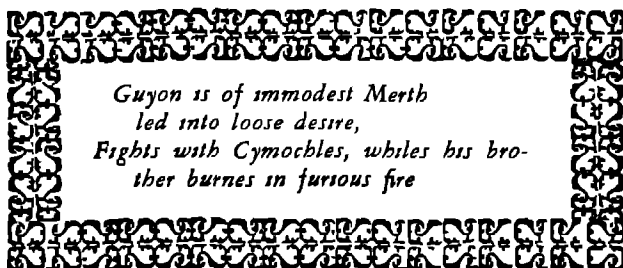 Guyon is of immodest Merth
led into loose desire,
Fights with Cymochles, whiles his bro-
ther burnes in furious fire